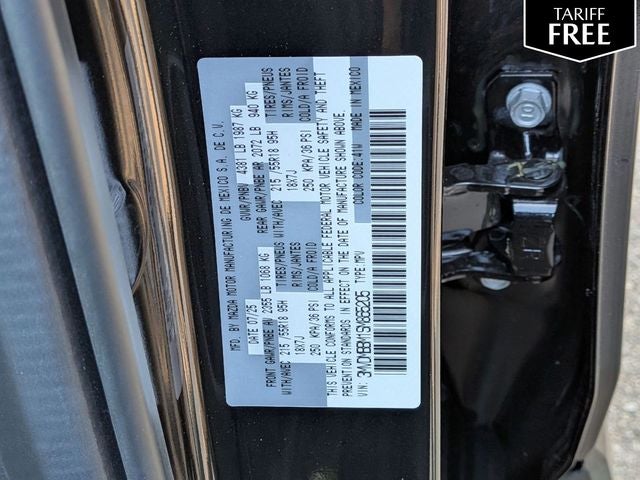 TARIFF
FREE
MFD. BY MAZDA MOTOR MANUFACTURING DE MEXICO S.A. DE C.V.
DATE 07/25 GVWR/PNBV 4381 LB 1987 KG
FRONT GAWR/PNBE AV 2355 LB 1068 KG REAR GAWR/PNBE AR 2072 LB 940 KG
TIRES/PNEUS TIRES/PNEUS
WITH/AVEC 215 /55R18 95H WITH/AVEC 215 /55R18 95H
RIMS/JANTES RIMS/JANTES
18X7J 18X7J
COLD/A FROID COLD/A FROID
250 KPA/36 PSI 250 KPA/36 PSI
THIS VEHICLE CONFORMS TO ALL APPLICABLE FEDERAL MOTOR VEHICLE SAFETY AND THEFT
PREVENTION STANDARDS IN EFFECT ON THE DATE OF MANUFACTURE SHOWN ABOVE.
VIN: TYPE: MPV COLOR CODE: 41W MADE IN MEXICO